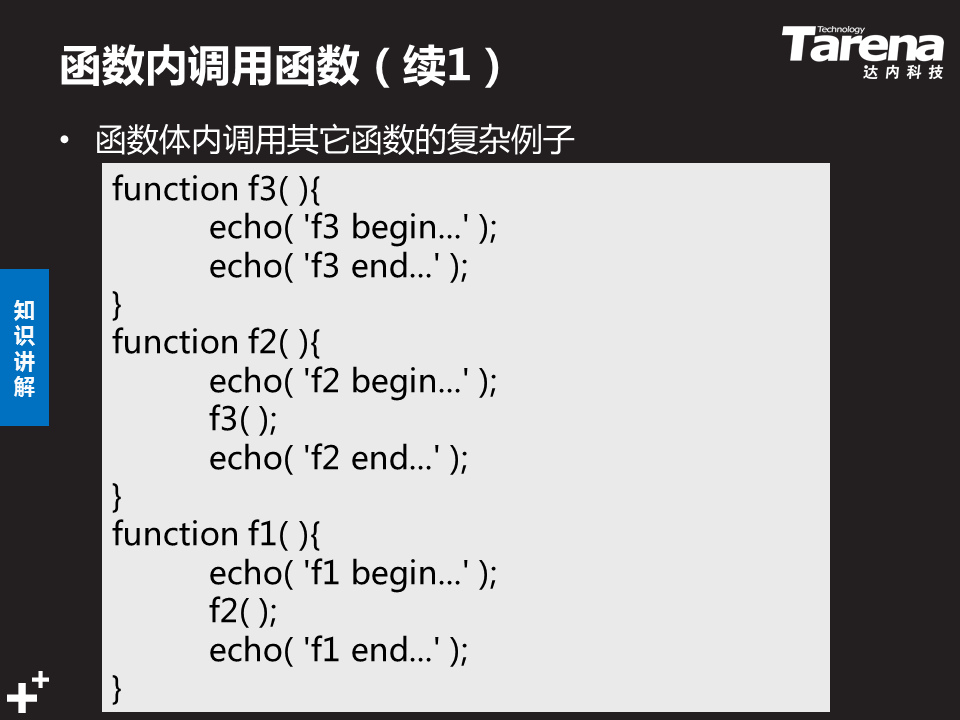 函数内调用函数（续1）
Technology
Tarena
达内科技
• 函数体内调用其它函数的复杂例子
function f3( ){
echo( 'f3 begin...' );
echo( 'f3 end...' );
}
function f2( ){
echo( 'f2 begin...' );
f3( );
echo( 'f2 end...' );
}
function f1( ){
echo( 'f1 begin...' );
f2( );
echo( 'f1 end...' );
}
知
识
讲
解